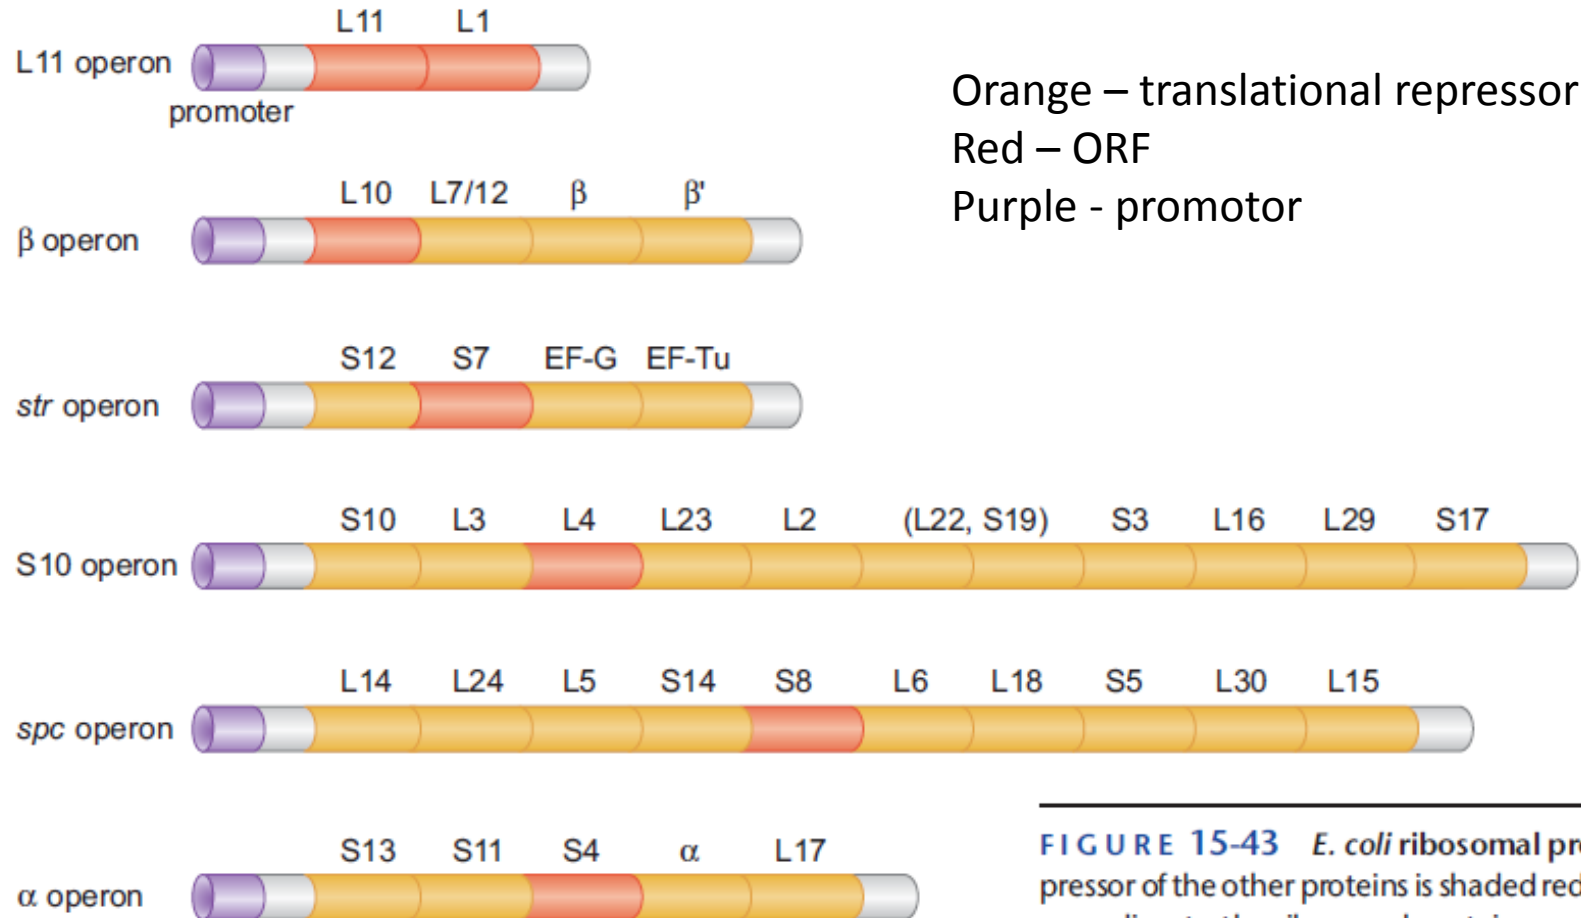 L11 L1
L11 operon
promoter
Orange – translational repressor
Red – ORF
Purple - promotor
L10 L7/12 β β'
β operon
S12 S7 EF-G EF-Tu
str operon
S10 L3 L4 L23 L2 (L22, S19) S3 L16 L29 S17
S10 operon
L14 L24 L5 S14 S8 L6 L18 S5 L30 L15
spc operon
S13 S11 S4 α L17
α operon
FIGURE 15-43 E. coli ribosomal pro
pressor of the other proteins is shaded red